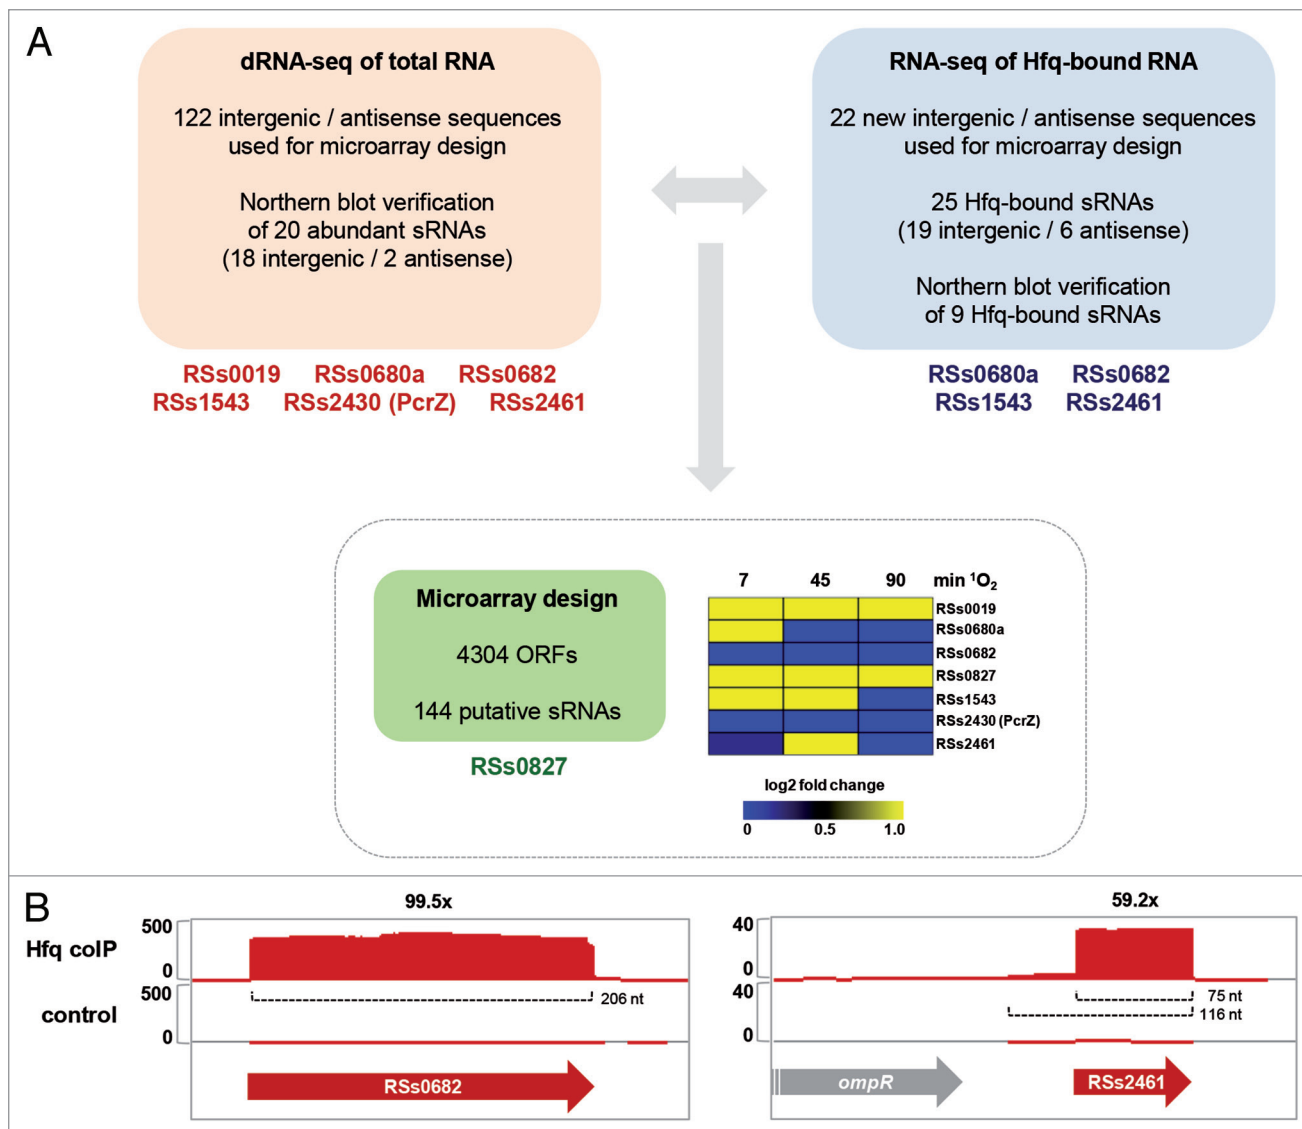 A
dRNA-seq of total RNA
122 intergenic / antisense sequences
used for microarray design
Northern blot verification
of 20 abundant sRNAs
(18 intergenic / 2 antisense)
RSs0019 RSs0680a RSs0682
RSs1543 RSs2430 (PcrZ) RSs2461
RNA-seq of Hfq-bound RNA
22 new intergenic / antisense sequences
used for microarray design
25 Hfq-bound sRNAs
(19 intergenic / 6 antisense)
Northern blot verification
of 9 Hfq-bound sRNAs
RSs0680a RSs0682
RSs1543 RSs2461
Microarray design
4304 ORFs
144 putative sRNAs
RSs0827
7 45 90 min ¹O₂
RSs0019
RSs0680a
RSs0682
RSs0827
RSs1543
RSs2430 (PcrZ)
RSs2461
log2 fold change
0 0.5 1.0
B
99.5x
Hfq coIP
500
0
control
500
0
206 nt
RSs0682
59.2x
40
0
40
0
75 nt
116 nt
ompR
RSs2461